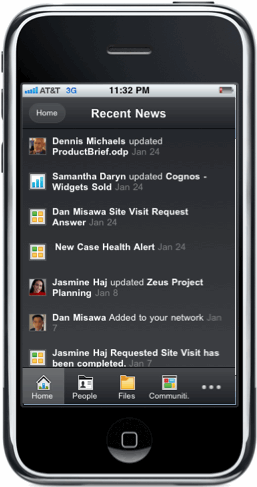 AT&T 3G 11:32 PM
Home Recent News
Dennis Michaels updated
ProductBrief.odp Jan 24
Samantha Daryn updated Cognos -
Widgets Sold Jan 24
Dan Misawa Site Visit Request
Answer Jan 24
New Case Health Alert Jan 24
Jasmine Haj updated Zeus Project
Planning Jan 8
Dan Misawa Added to your network Jan
7
Jasmine Haj Requested Site Visit has
been completed. Jan 7
Home People Files Communiti.